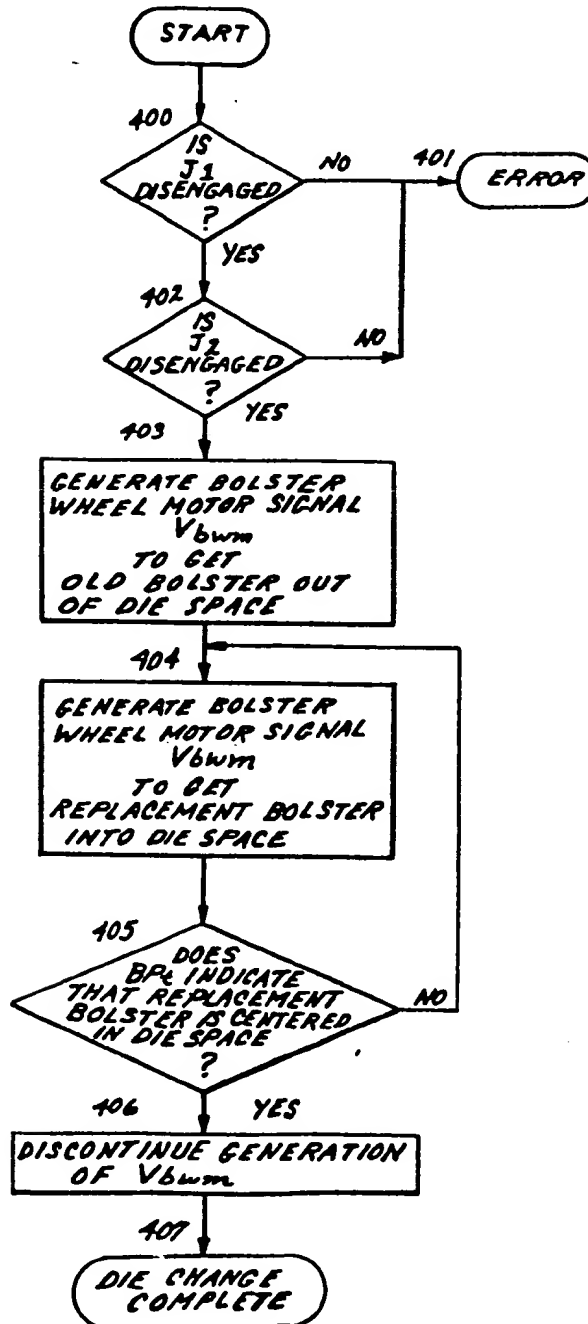 START
400
IS
J1
DISENGAGED
?
NO
401
ERROR
YES
402
IS
J2
DISENGAGED
?
NO
YES
403
GENERATE BOLSTER
WHEEL MOTOR SIGNAL
Vbwm
TO GET
OLD BOLSTER OUT
OF DIE SPACE
404
GENERATE BOLSTER
WHEEL MOTOR SIGNAL
Vbwm
TO GET
REPLACEMENT BOLSTER
INTO DIE SPACE
405
DOES
BPt INDICATE
THAT REPLACEMENT
BOLSTER IS CENTERED
IN DIE SPACE
?
NO
406
YES
DISCONTINUE GENERATION
OF Vbwm
407
DIE CHANGE
COMPLETE